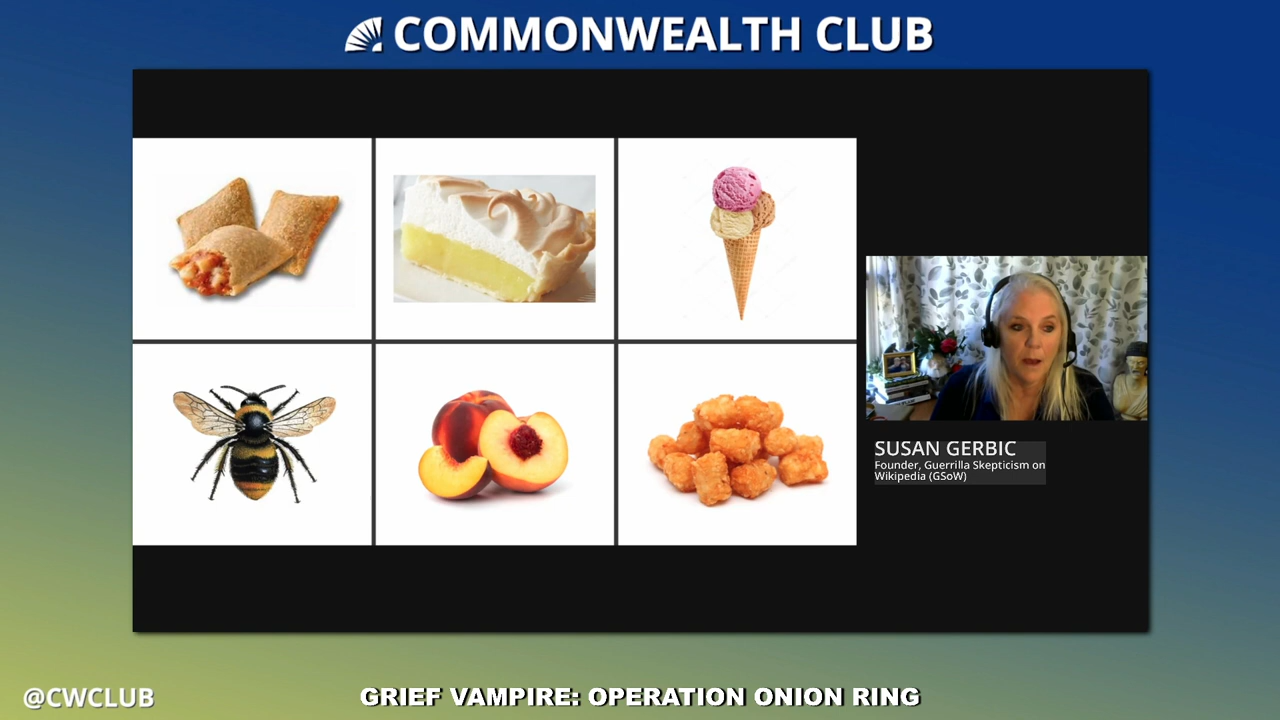 COMMONWEALTH CLUB
SUSAN GERBIC
Founder, Guerrilla Skepticism on
Wikipedia (GSoW)
@CWCLUB
GRIEF VAMPIRE: OPERATION ONION RING